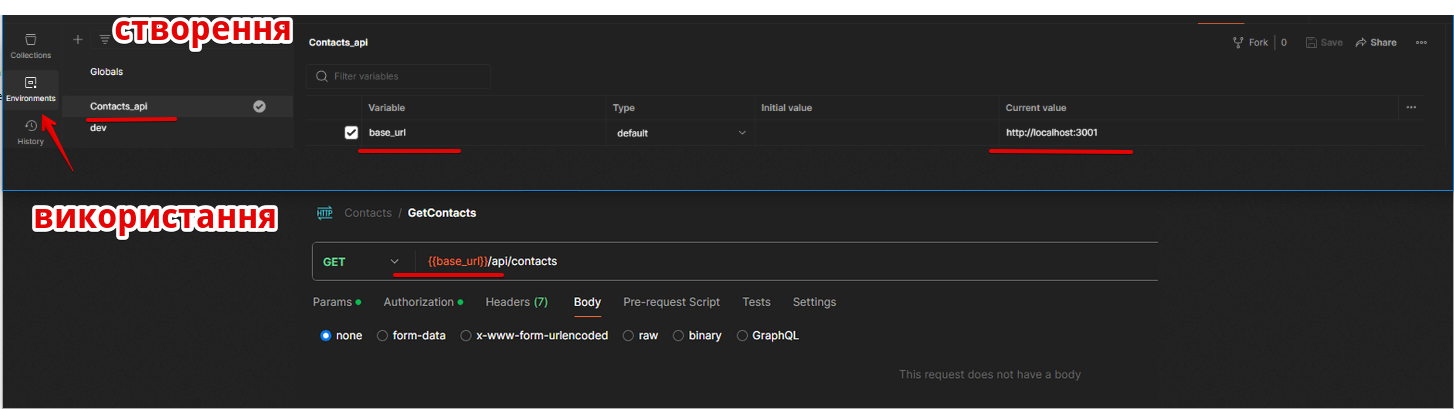 створення
Collections
Environments
History
Globals
Contacts_api
dev
Contacts_api
Fork 0 Save Share
Filter variables
Variable Type Initial value Current value
base_url default http://localhost:3001
використання
HTTP Contacts / GetContacts
GET {{base_url}}/api/contacts
Params Authorization Headers (7) Body Pre-request Script Tests Settings
none form-data x-www-form-urlencoded raw binary GraphQL
This request does not have a body